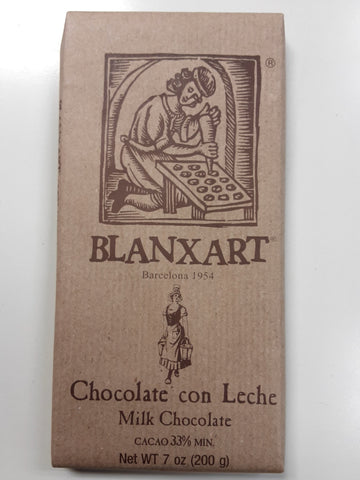 ®
BLANXART®
Barcelona 1954
Chocolate con Leche
Milk Chocolate
CACAO 33% MIN.
Net WT 7 oz (200 g)